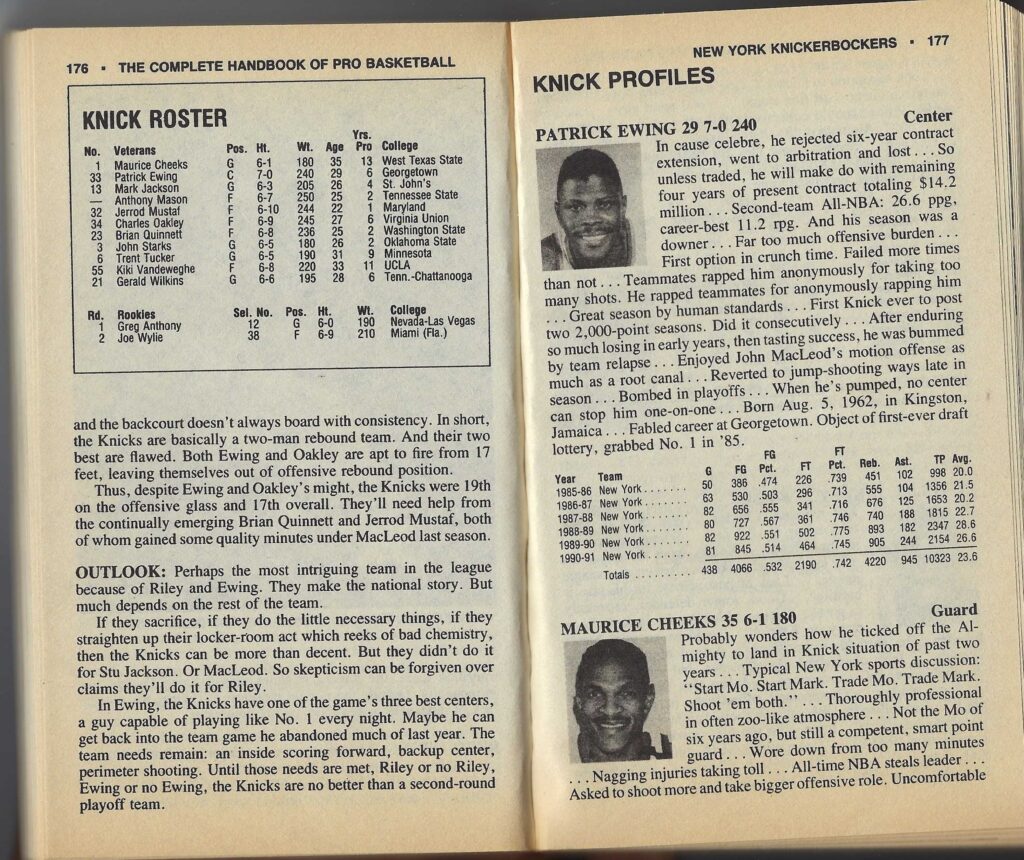 176 ▪ THE COMPLETE HANDBOOK OF PRO BASKETBALL
KNICK ROSTER
No. Veterans Pos. Ht. Wt. Age Yrs. Pro College
1 Maurice Cheeks G 6-1 180 35 13 West Texas State
33 Patrick Ewing C 7-0 240 29 6 Georgetown
13 Mark Jackson G 6-3 205 26 4 St. John's
— Anthony Mason F 6-7 250 25 2 Tennessee State
32 Jerrod Mustaf F 6-10 244 22 1 Maryland
34 Charles Oakley F 6-9 245 27 6 Virginia Union
23 Brian Quinnett F 6-8 236 25 2 Washington State
3 John Starks G 6-5 180 26 2 Oklahoma State
6 Trent Tucker G 6-5 190 31 9 Minnesota
55 Kiki Vandeweghe F 6-8 220 33 11 UCLA
21 Gerald Wilkins G 6-6 195 28 6 Tenn.-Chattanooga
Rd. Rookies Sel. No. Pos. Ht. Wt. College
1 Greg Anthony 12 G 6-0 190 Nevada-Las Vegas
2 Joe Wylie 38 F 6-9 210 Miami (Fla.)
and the backcourt doesn't always board with consistency. In short,
the Knicks are basically a two-man rebound team. And their two
best are flawed. Both Ewing and Oakley are apt to fire from 17
feet, leaving themselves out of offensive rebound position.
Thus, despite Ewing and Oakley's might, the Knicks were 19th
on the offensive glass and 17th overall. They'll need help from
the continually emerging Brian Quinnett and Jerrod Mustaf, both
of whom gained some quality minutes under MacLeod last season.
OUTLOOK: Perhaps the most intriguing team in the league
because of Riley and Ewing. They make the national story. But
much depends on the rest of the team.
If they sacrifice, if they do the little necessary things, if they
straighten up their locker-room act which reeks of bad chemistry,
then the Knicks can be more than decent. But they didn't do it
for Stu Jackson. Or MacLeod. So skepticism can be forgiven over
claims they'll do it for Riley.
In Ewing, the Knicks have one of the game's three best centers,
a guy capable of playing like No. 1 every night. Maybe he can
get back into the team game he abandoned much of last year. The
team needs remain: an inside scoring forward, backup center,
perimeter shooting. Until those needs are met, Riley or no Riley,
Ewing or no Ewing, the Knicks are no better than a second-round
playoff team.
NEW YORK KNICKERBOCKERS ▪ 177
KNICK PROFILES
PATRICK EWING 29 7-0 240 Center
In cause celebre, he rejected six-year contract
extension, went to arbitration and lost . . . So
unless traded, he will make do with remaining
four years of present contract totaling $14.2
million . . . Second-team All-NBA: 26.6 ppg,
career-best 11.2 rpg. And his season was a
downer . . . Far too much offensive burden . . .
First option in crunch time. Failed more times
than not . . . Teammates rapped him anonymously for taking too
many shots. He rapped teammates for anonymously rapping him
. . . Great season by human standards . . . First Knick ever to post
two 2,000-point seasons. Did it consecutively . . . After enduring
so much losing in early years, then tasting success, he was bummed
by team relapse . . . Enjoyed John MacLeod's motion offense as
much as a root canal . . . Reverted to jump-shooting ways late in
season . . . Bombed in playoffs . . . When he's pumped, no center
can stop him one-on-one . . . Born Aug. 5, 1962, in Kingston,
Jamaica . . . Fabled career at Georgetown. Object of first-ever draft
lottery, grabbed No. 1 in '85.
Year Team G FG FG Pct. FT FT Pct. Reb. Ast. TP Avg.
1985-86 New York . . . . . . . 50 386 .474 226 .739 451 102 998 20.0
1986-87 New York . . . . . . . 63 530 .503 296 .713 555 104 1356 21.5
1987-88 New York . . . . . . . 82 656 .555 341 .716 676 125 1653 20.2
1988-89 New York . . . . . . . 80 727 .567 361 .746 740 188 1815 22.7
1989-90 New York . . . . . . . 82 922 .551 502 .775 893 182 2347 28.6
1990-91 New York . . . . . . . 81 845 .514 464 .745 905 244 2154 26.6
Totals . . . . . . . . . 438 4066 .532 2190 .742 4220 945 10323 23.6
MAURICE CHEEKS 35 6-1 180 Guard
Probably wonders how he ticked off the Al-
mighty to land in Knick situation of past two
years . . . Typical New York sports discussion:
"Start Mo. Start Mark. Trade Mo. Trade Mark.
Shoot 'em both." . . . Thoroughly professional
in often zoo-like atmosphere . . . Not the Mo of
six years ago, but still a competent, smart point
guard . . . Wore down from too many minutes
. . . Nagging injuries taking toll . . . All-time NBA steals leader . . .
Asked to shoot more and take bigger offensive role. Uncomfortable